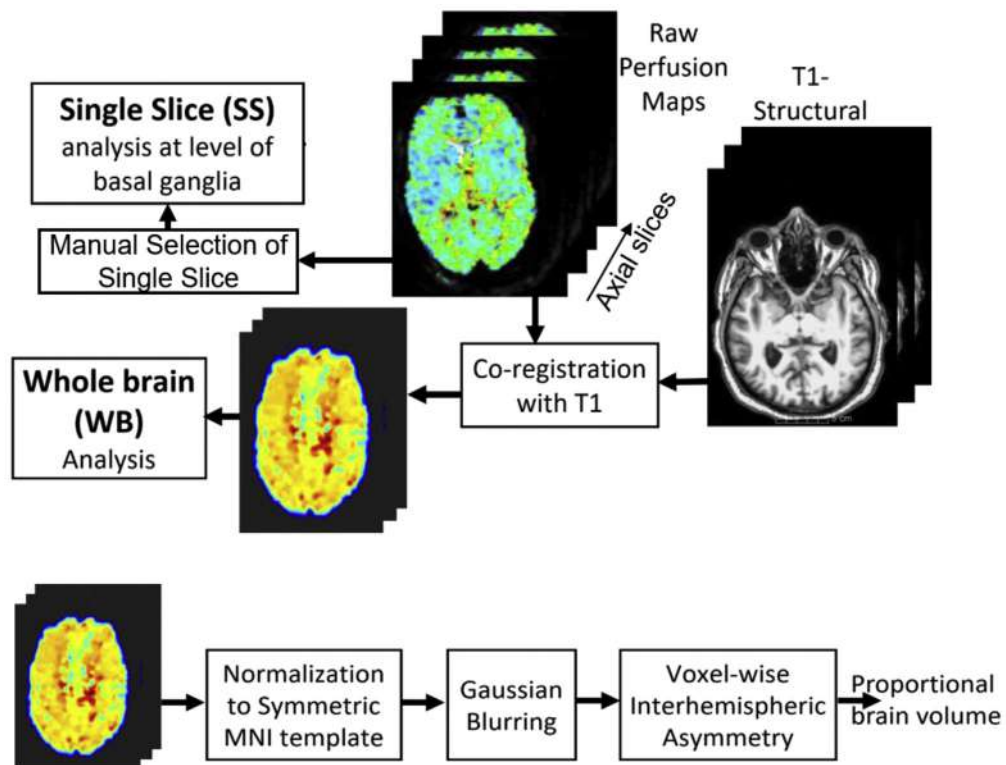 Raw
Perfusion
Maps
T1-
Structural
Single Slice (SS)
analysis at level of
basal ganglia
Manual Selection of
Single Slice
Axial slices
Co-registration
with T1
Whole brain
(WB)
Analysis
Normalization
to Symmetric
MNI template
Gaussian
Blurring
Voxel-wise
Interhemispheric
Asymmetry
Proportional
brain volume